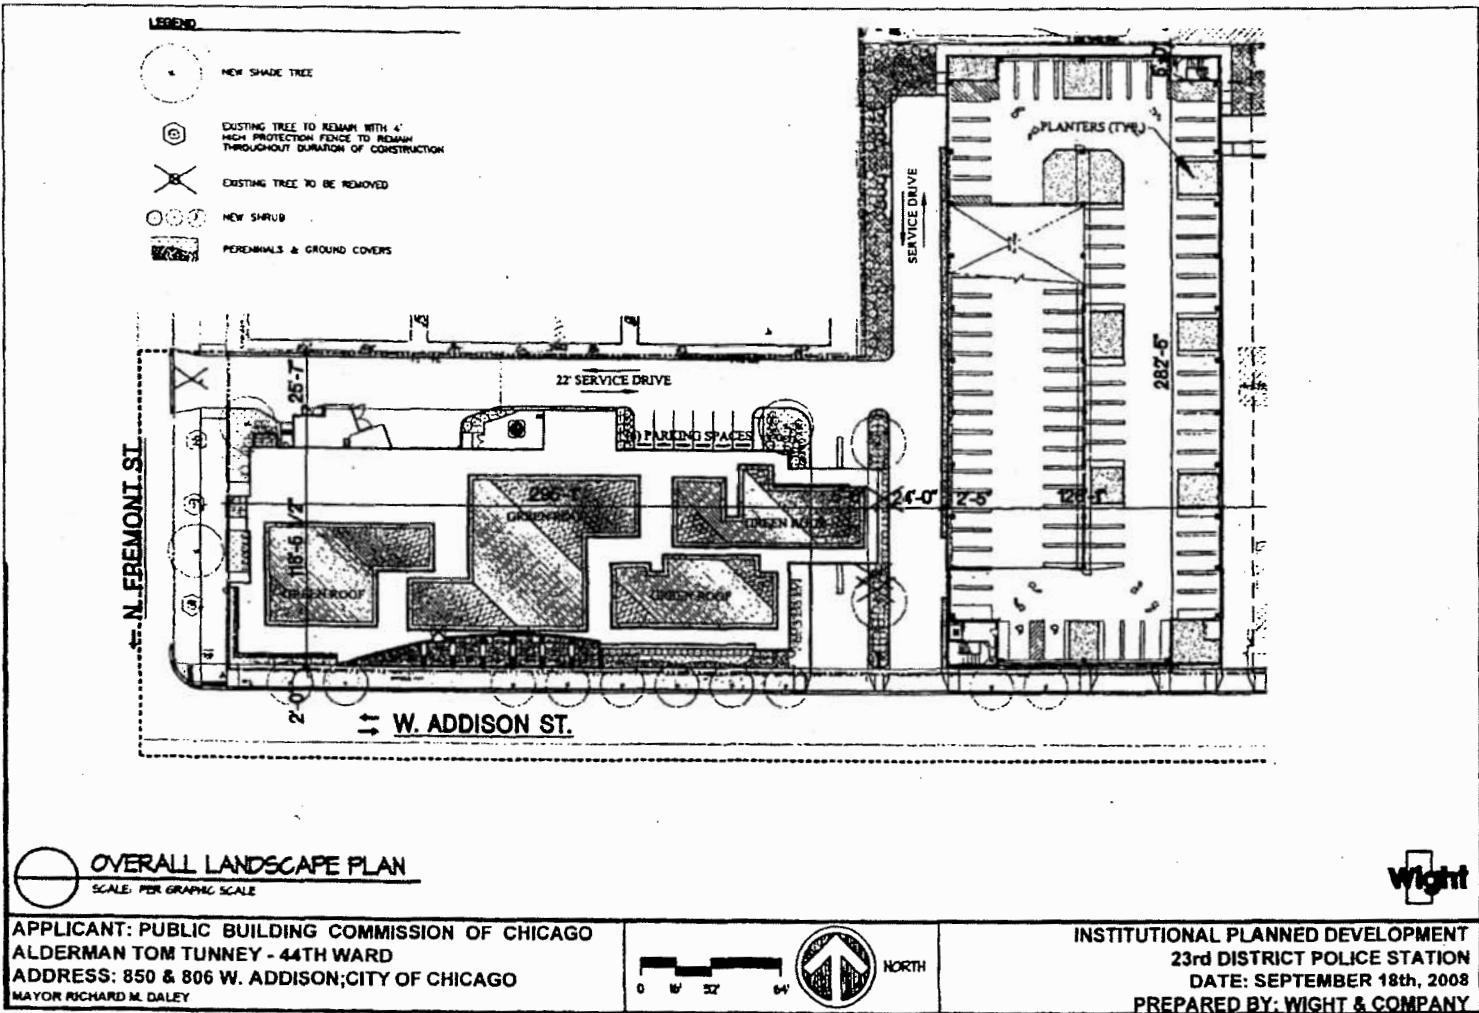 LEGEND
NEW SHADE TREE
EXISTING TREE TO REMAIN WITH 4'
HIGH PROTECTION FENCE TO REMAIN
THROUGHOUT DURATION OF CONSTRUCTION
EXISTING TREE TO BE REMOVED
NEW SHRUB
PERENNIALS & GROUND COVERS
PLANTERS (TYP.)
SERVICE DRIVE
22' SERVICE DRIVE
25'-7"
PARKING SPACES
282'-6"
N. FREMONT ST.
24'-0"
2'-5"
GREEN ROOF
GREEN ROOF
GREEN ROOF
GREEN ROOF
2'-0"
W. ADDISON ST.
OVERALL LANDSCAPE PLAN
SCALE: PER GRAPHIC SCALE
Wight
APPLICANT: PUBLIC BUILDING COMMISSION OF CHICAGO
ALDERMAN TOM TUNNEY - 44TH WARD
ADDRESS: 850 & 806 W. ADDISON;CITY OF CHICAGO
MAYOR RICHARD M. DALEY
0 16' 32' 64'
NORTH
INSTITUTIONAL PLANNED DEVELOPMENT
23rd DISTRICT POLICE STATION
DATE: SEPTEMBER 18th, 2008
PREPARED BY: WIGHT & COMPANY